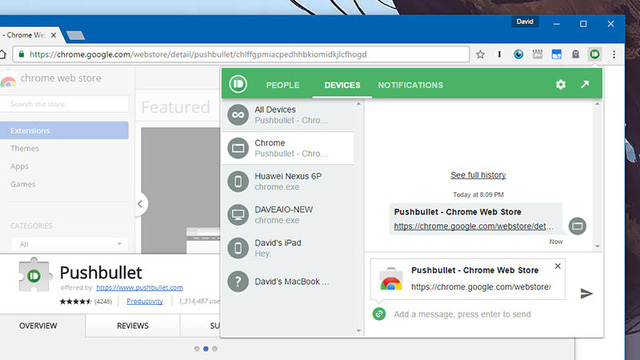 David
- Chrome Web St
https://chrome.google.com/webstore/detail/pushbullet/chlffgpmiacpedhhbkiomidkjlcfhogd
chrome web store
Search the store
Extensions
Themes
Apps
Games
CATEGORIES
All
Featured
PEOPLE
DEVICES
NOTIFICATIONS
All Devices
Pushbullet - Chro...
Chrome
Pushbullet - Chro...
Huawei Nexus 6P
chrome.exe
DAVEAIO-NEW
chrome.exe
David's iPad
Hey.
David's MacBook ...
See full history
Today at 8:09 PM
Pushbullet - Chrome Web Store
https://chrome.google.com/webstore/det...
Now
Pushbullet - Chrome Web Store
https://chrome.google.com/webstore/
Add a message, press enter to send
Pushbullet
offered by https://www.pushbullet.com
(4248)
Productivity
1,314,487 use
OVERVIEW
REVIEWS
SU